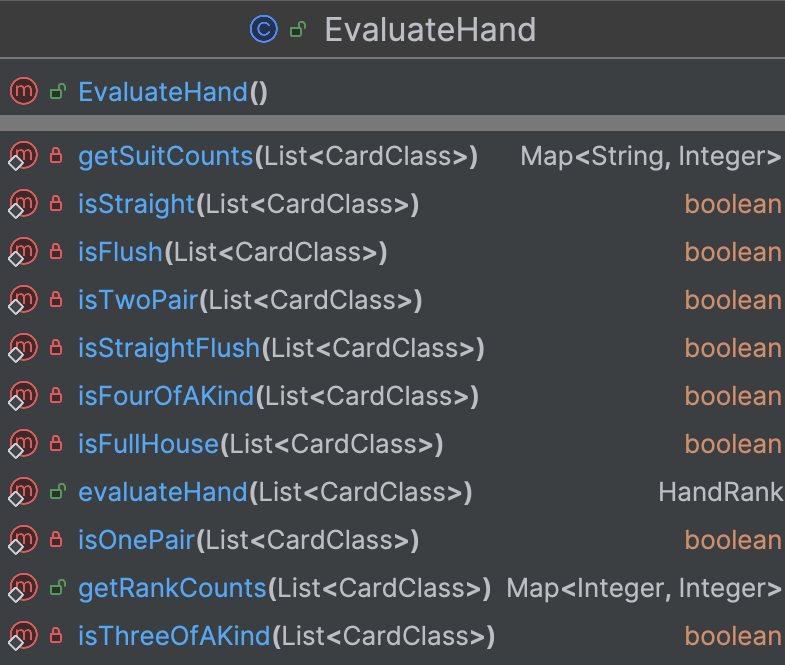 EvaluateHand
EvaluateHand()
getSuitCounts(List<CardClass>) Map<String, Integer>
isStraight(List<CardClass>) boolean
isFlush(List<CardClass>) boolean
isTwoPair(List<CardClass>) boolean
isStraightFlush(List<CardClass>) boolean
isFourOfAKind(List<CardClass>) boolean
isFullHouse(List<CardClass>) boolean
evaluateHand(List<CardClass>) HandRank
isOnePair(List<CardClass>) boolean
getRankCounts(List<CardClass>) Map<Integer, Integer>
isThreeOfAKind(List<CardClass>) boolean